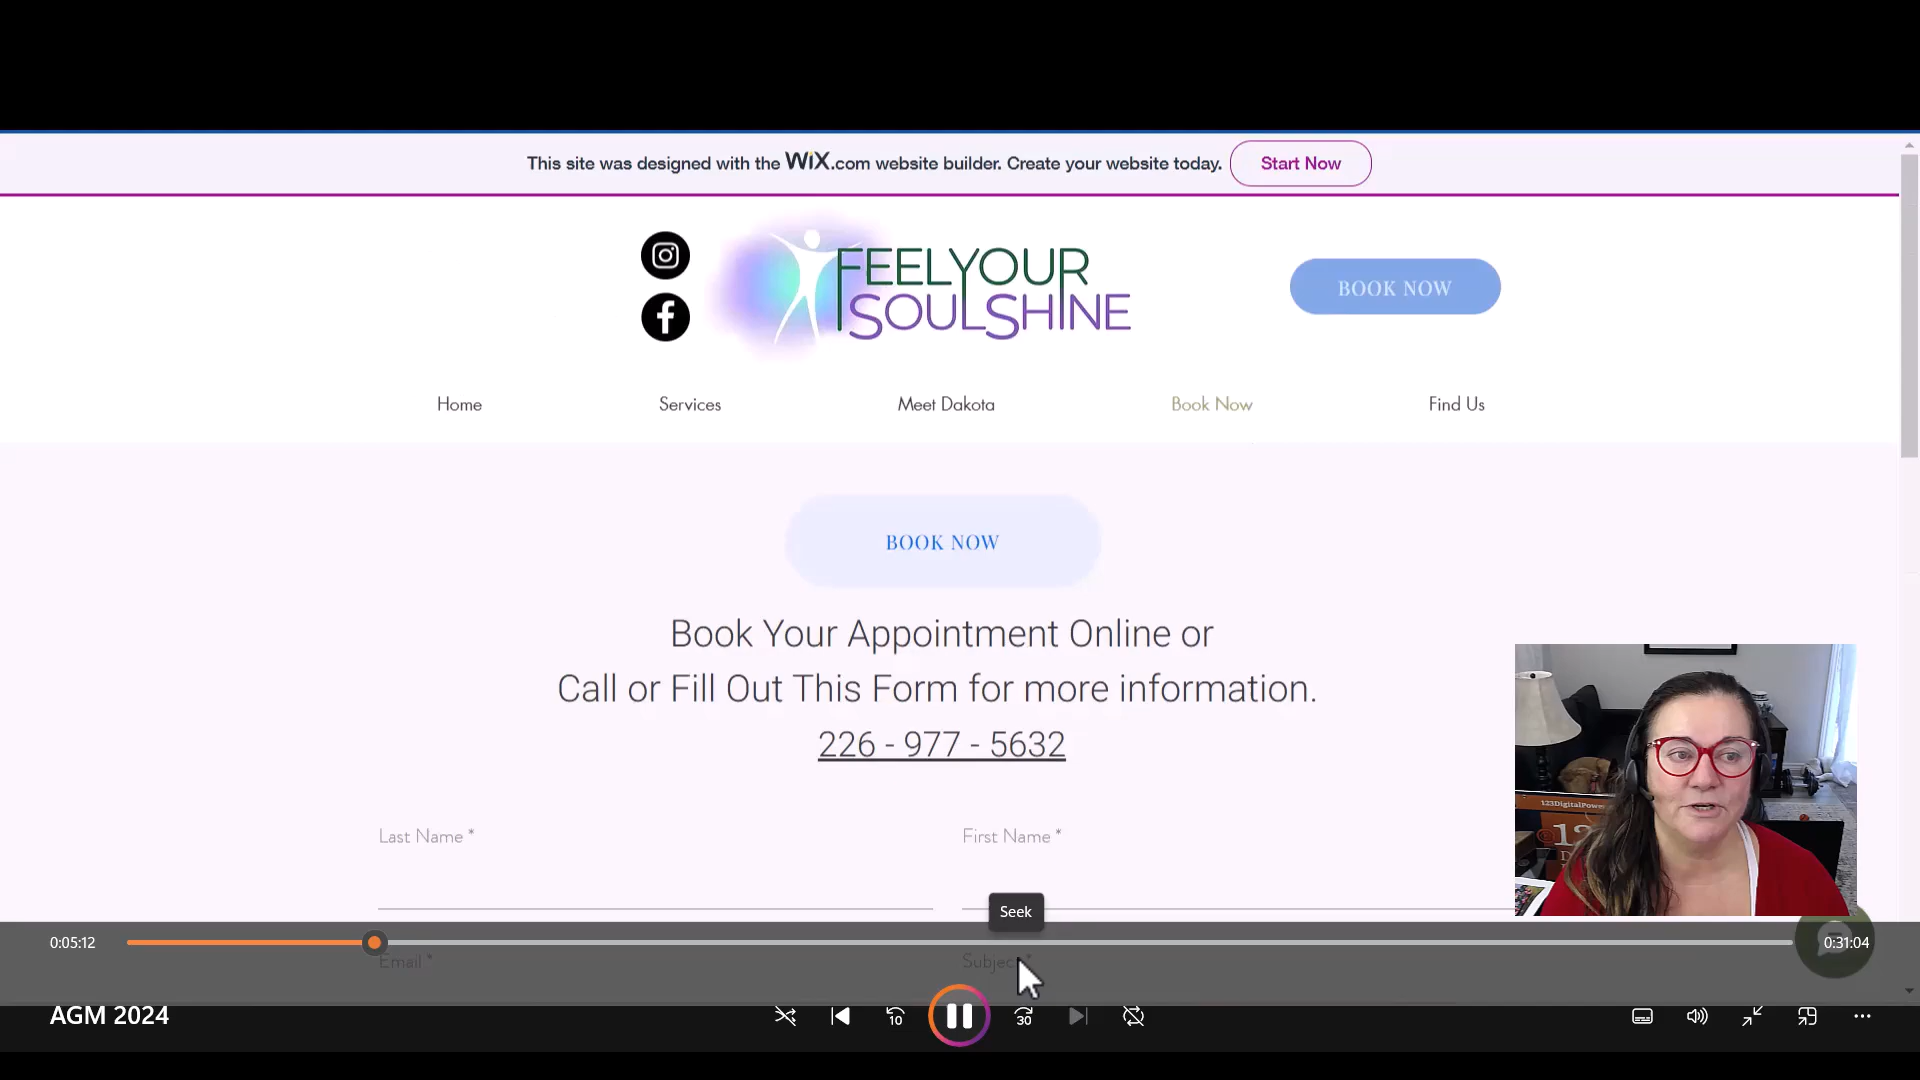 This site was designed with the WiX.com website builder. Create your website today. Start Now
FEELYOUR
SOULSHINE
BOOK NOW
Home Services Meet Dakota Book Now Find Us
BOOK NOW
Book Your Appointment Online or
Call or Fill Out This Form for more information.
226 - 977 - 5632
Last Name * First Name *
Seek
0:05:12 0:31:04
Email * Subject *
AGM 2024
10 30